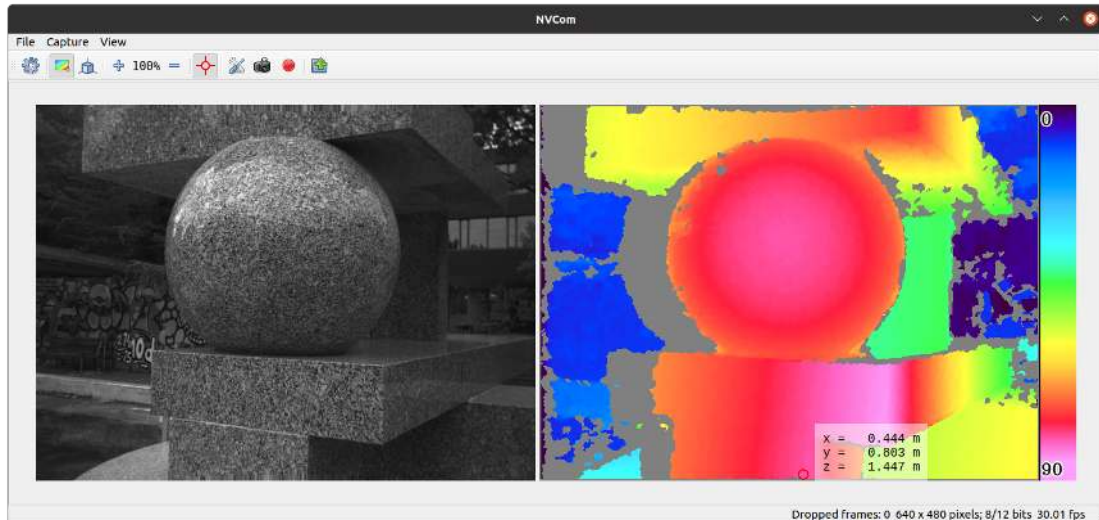 NVCom
File Capture View
100%
0
x = 0.444 m
y = 0.803 m
z = 1.447 m
90
Dropped frames: 0 640 x 480 pixels; 8/12 bits 30.01 fps